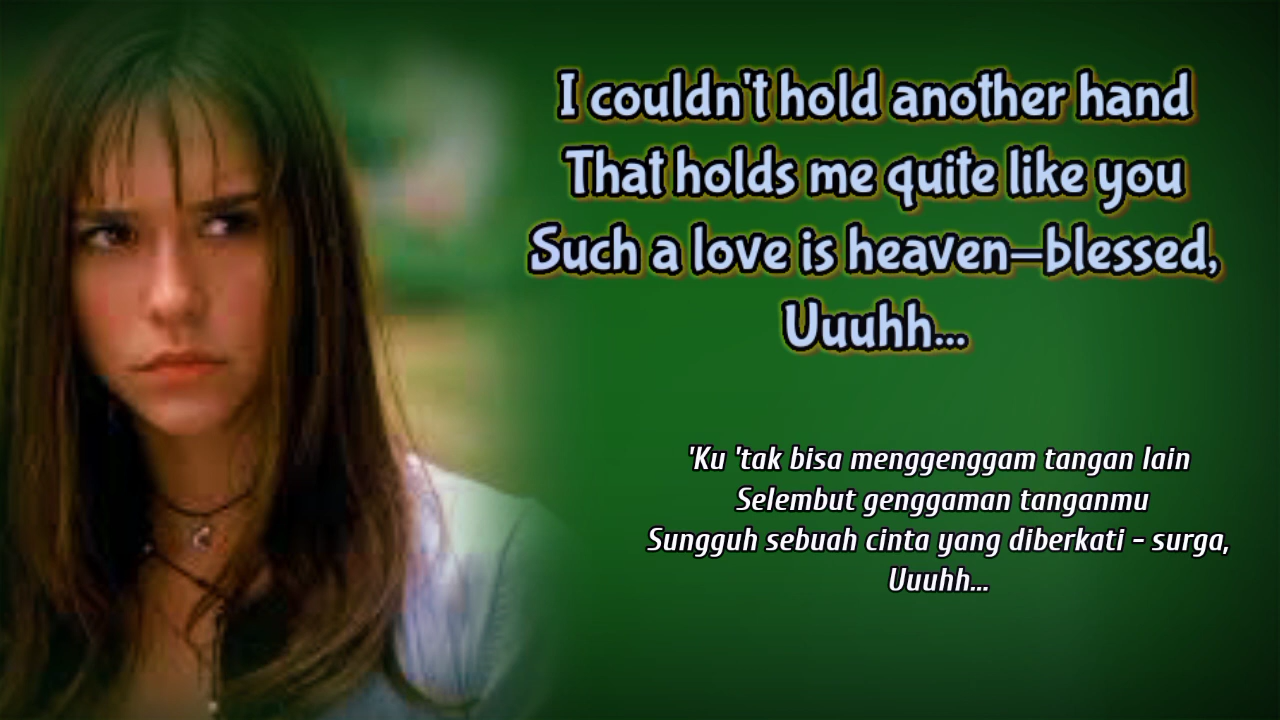 I couldn't hold another hand
That holds me quite like you
Such a love is heaven–blessed,
Uuuhh...
'Ku 'tak bisa menggenggam tangan lain
Selembut genggaman tanganmu
Sungguh sebuah cinta yang diberkati - surga,
Uuuhh...